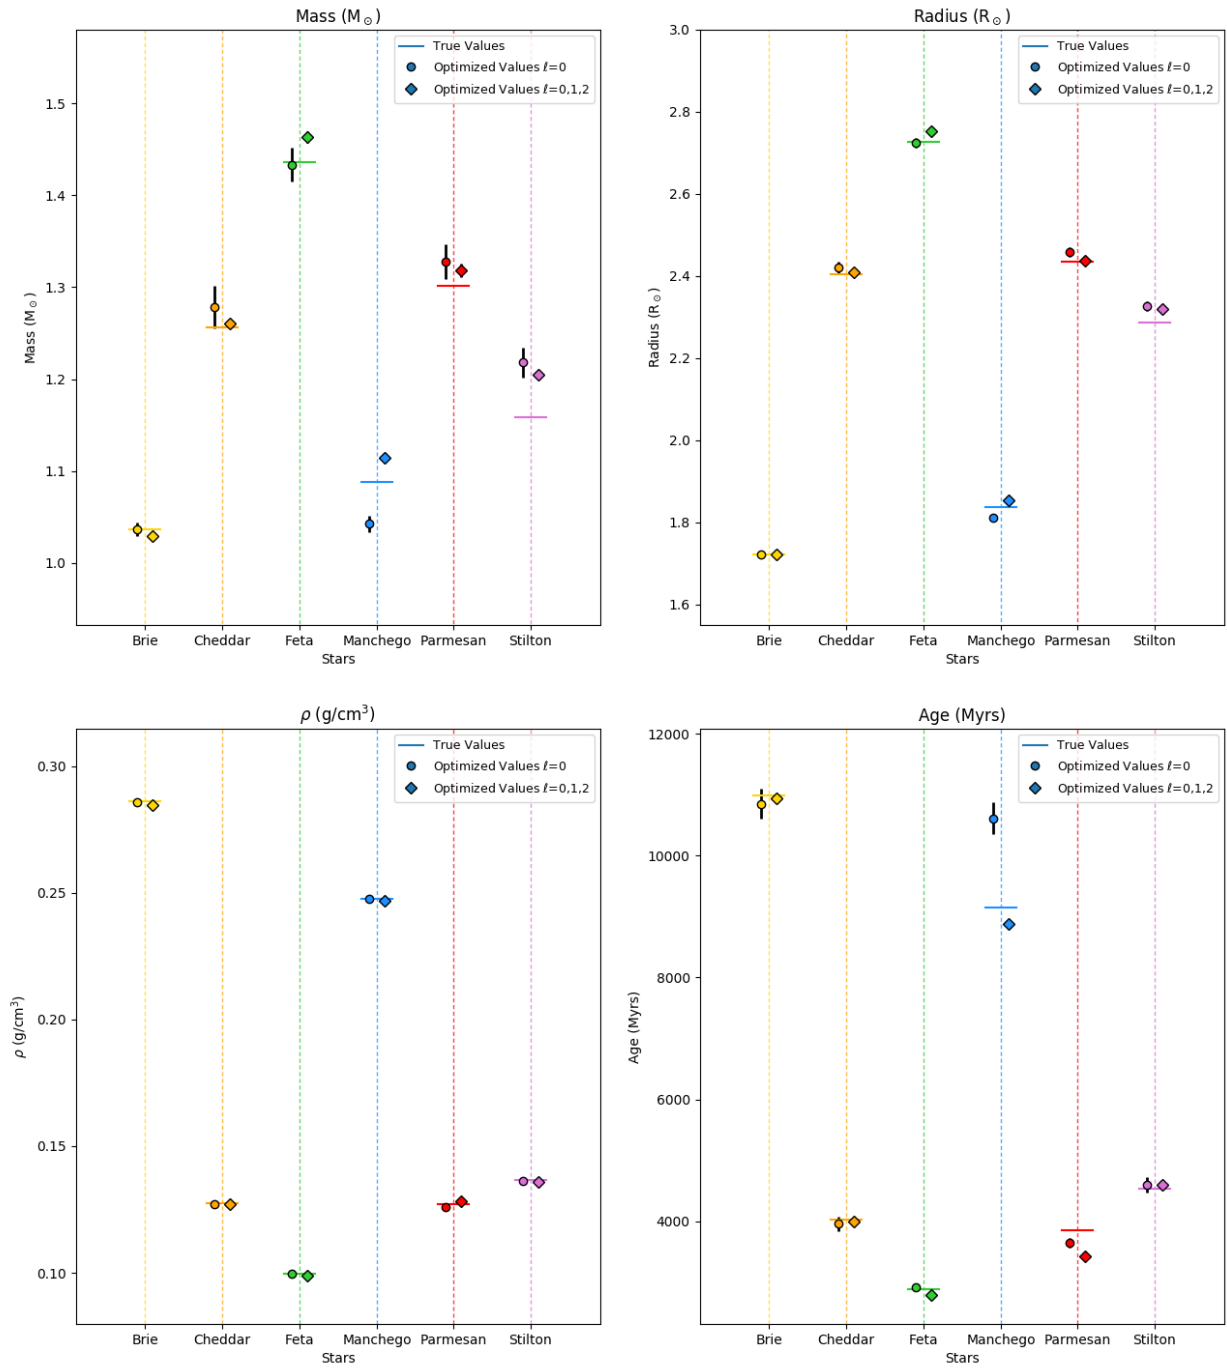 Mass (M⊙)
True Values
Optimized Values ℓ=0
Optimized Values ℓ=0,1,2
1.5
1.4
1.3
1.2
1.1
1.0
Mass (M⊙)
Brie Cheddar Feta Manchego Parmesan Stilton
Stars
Radius (R⊙)
True Values
Optimized Values ℓ=0
Optimized Values ℓ=0,1,2
3.0
2.8
2.6
2.4
2.2
2.0
1.8
1.6
Radius (R⊙)
Brie Cheddar Feta Manchego Parmesan Stilton
Stars
ρ (g/cm³)
True Values
Optimized Values ℓ=0
Optimized Values ℓ=0,1,2
0.30
0.25
0.20
0.15
0.10
ρ (g/cm³)
Brie Cheddar Feta Manchego Parmesan Stilton
Stars
Age (Myrs)
True Values
Optimized Values ℓ=0
Optimized Values ℓ=0,1,2
12000
10000
8000
6000
4000
Age (Myrs)
Brie Cheddar Feta Manchego Parmesan Stilton
Stars